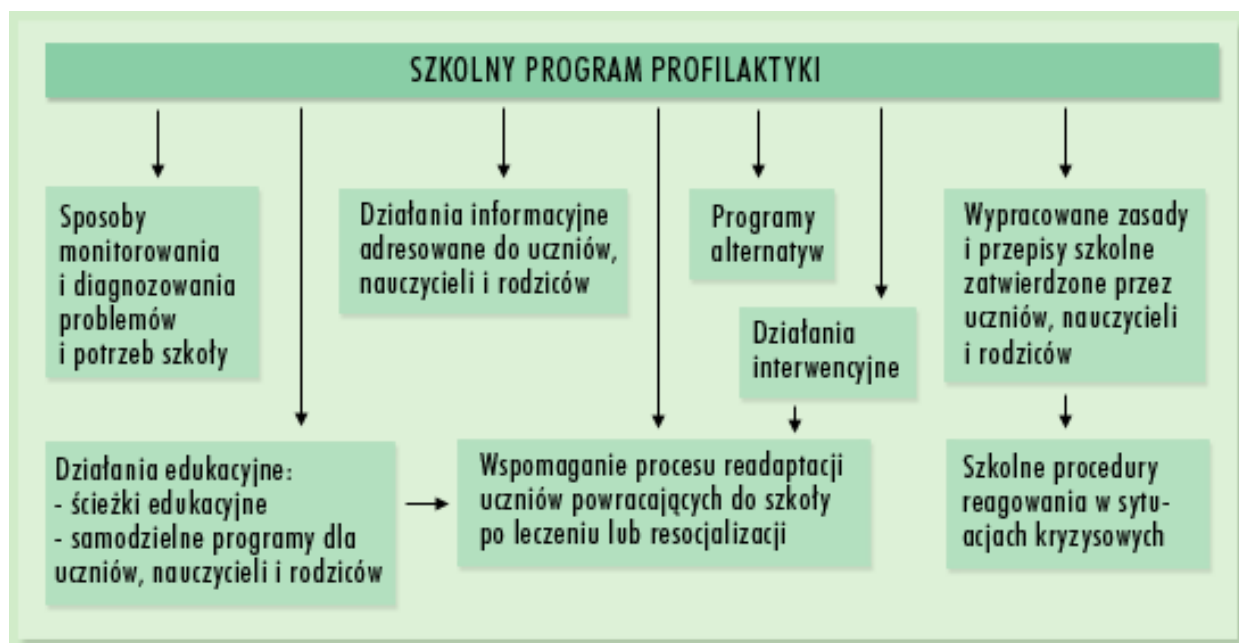 SZKOLNY PROGRAM PROFILAKTYKI
Sposoby
monitorowania
i diagnozowania
problemów
i potrzeb szkoły
Działania informacyjne
adresowane do uczniów,
nauczycieli i rodziców
Programy
alternatyw
Działania
interwencyjne
Wypracowane zasady
i przepisy szkolne
zatwierdzone przez
uczniów, nauczycieli
i rodziców
Działania edukacyjne:
- ścieżki edukacyjne
- samodzielne programy dla
uczniów, nauczycieli i rodziców
Wspomaganie procesu readaptacji
uczniów powracających do szkoły
po leczeniu lub resocjalizacji
Szkolne procedury
reagowania w sytu-
acjach kryzysowych